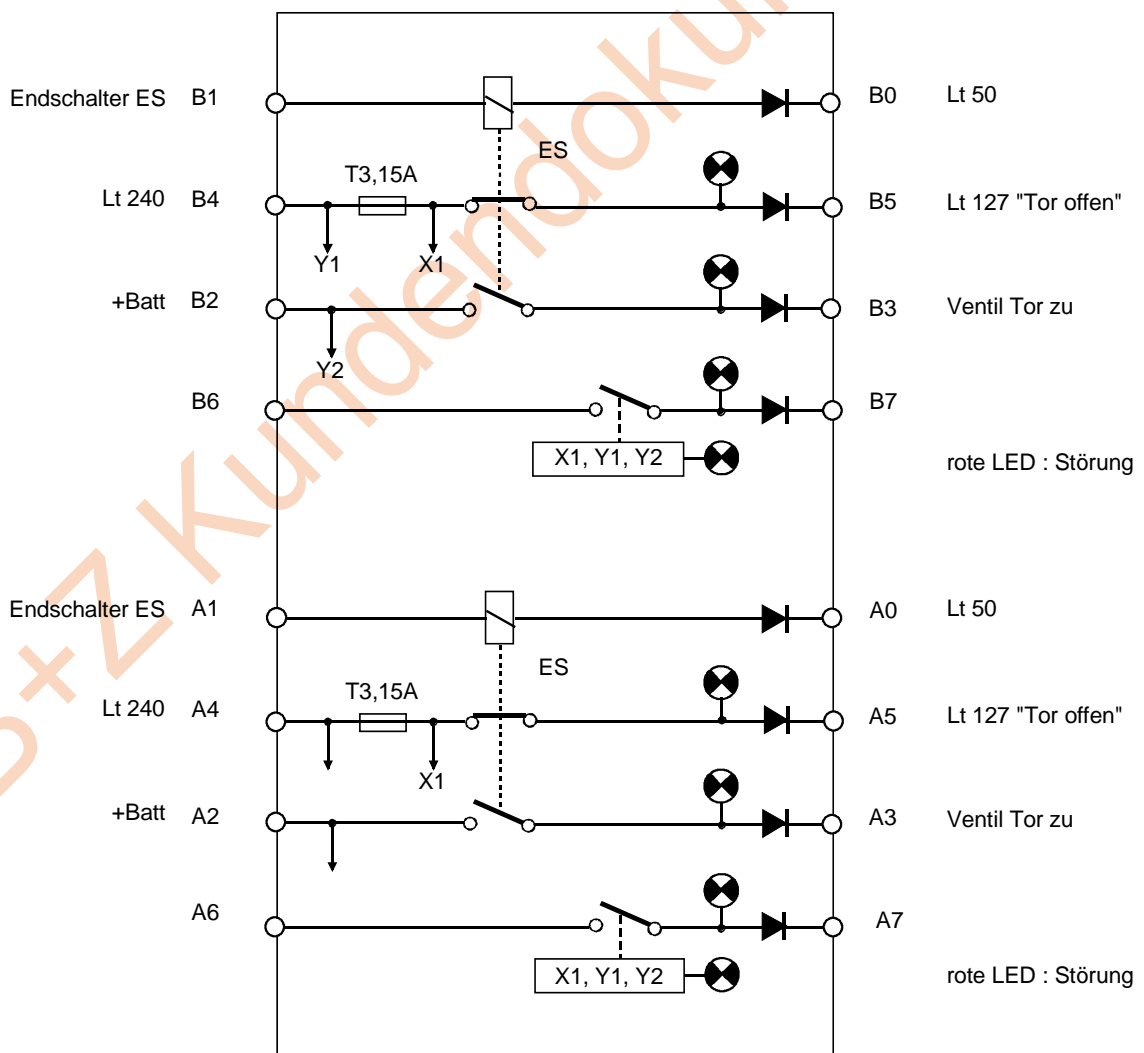 Endschalter ES B1 B0 Lt 50
ES
T3,15A
Lt 240 B4 B5 Lt 127 "Tor offen"
Y1 X1
+Batt B2 B3 Ventil Tor zu
Y2
B6 B7
X1, Y1, Y2 rote LED : Störung
Endschalter ES A1 A0 Lt 50
ES
T3,15A
Lt 240 A4 A5 Lt 127 "Tor offen"
X1
+Batt A2 A3 Ventil Tor zu
A6 A7
X1, Y1, Y2 rote LED : Störung
B+Z Kundendoku